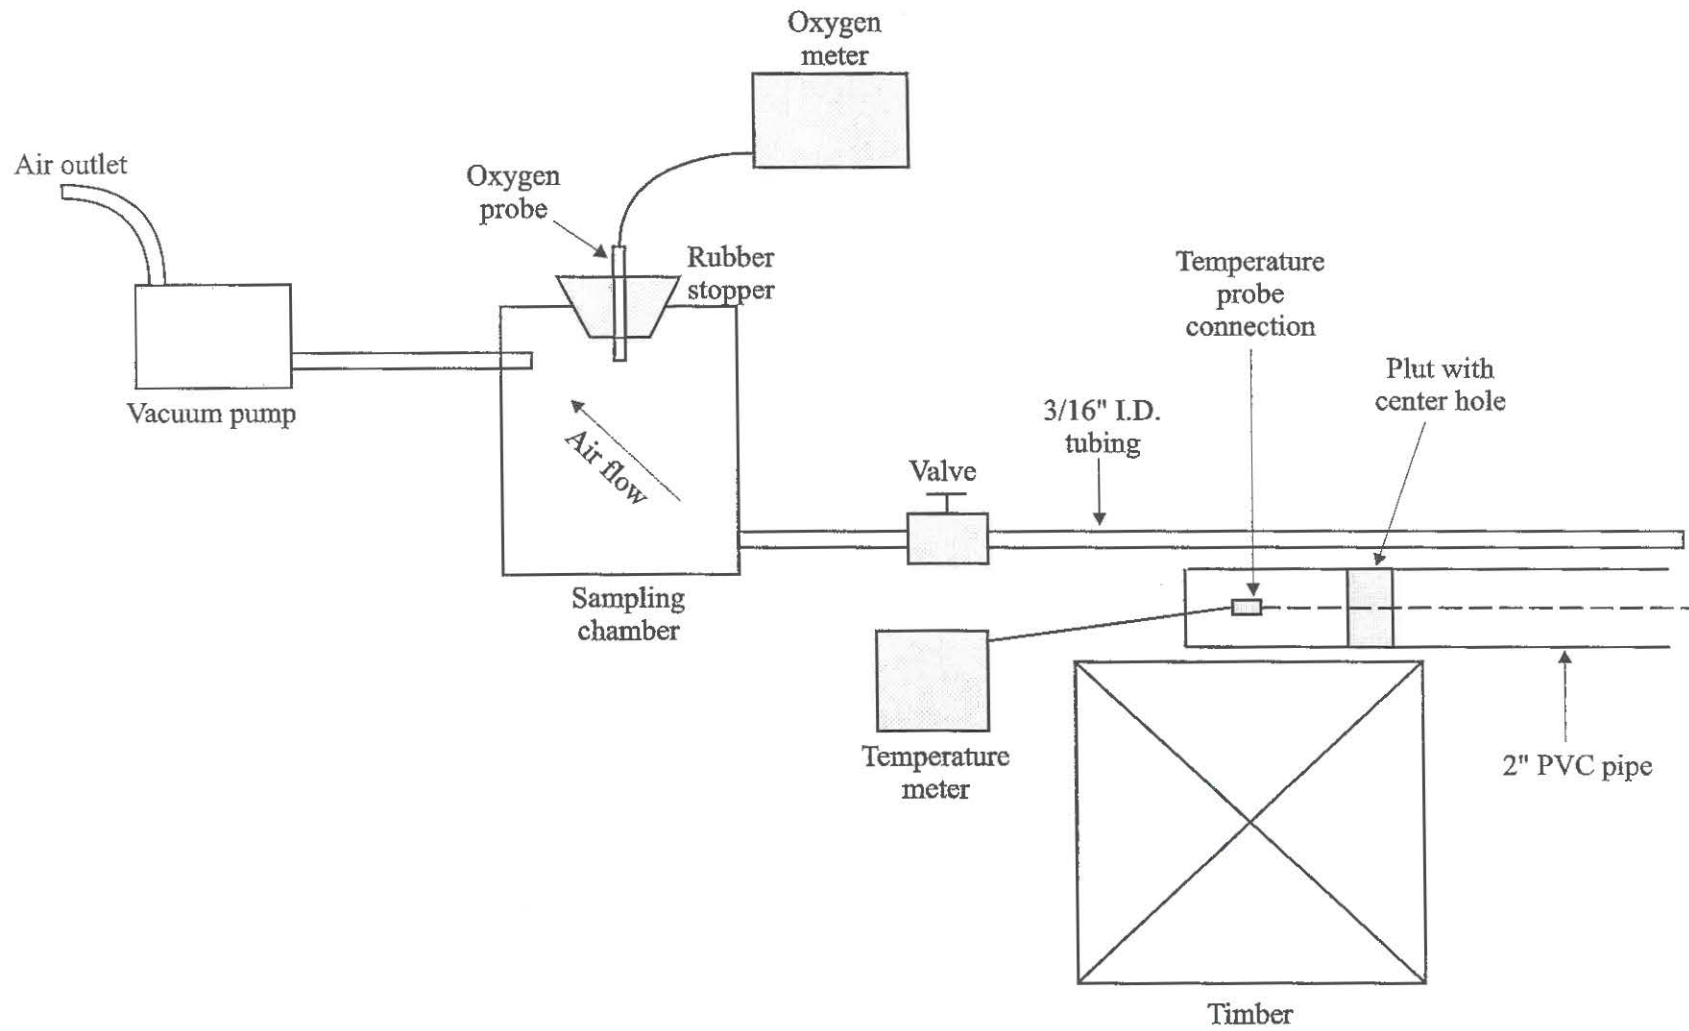 Oxygen
meter
Air outlet
Oxygen
probe
Rubber
stopper
Temperature
probe
connection
Plut with
center hole
3/16" I.D.
tubing
Vacuum pump
Air flow
Valve
Sampling
chamber
Temperature
meter
2" PVC pipe
Timber